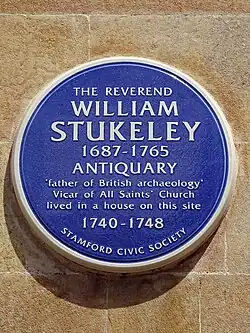 THE REVEREND
WILLIAM
STUKELEY
1687-1765
ANTIQUARY
'father of British archaeology'
Vicar of All Saints' Church
lived in a house on this site
1740-1748
STAMFORD CIVIC SOCIETY